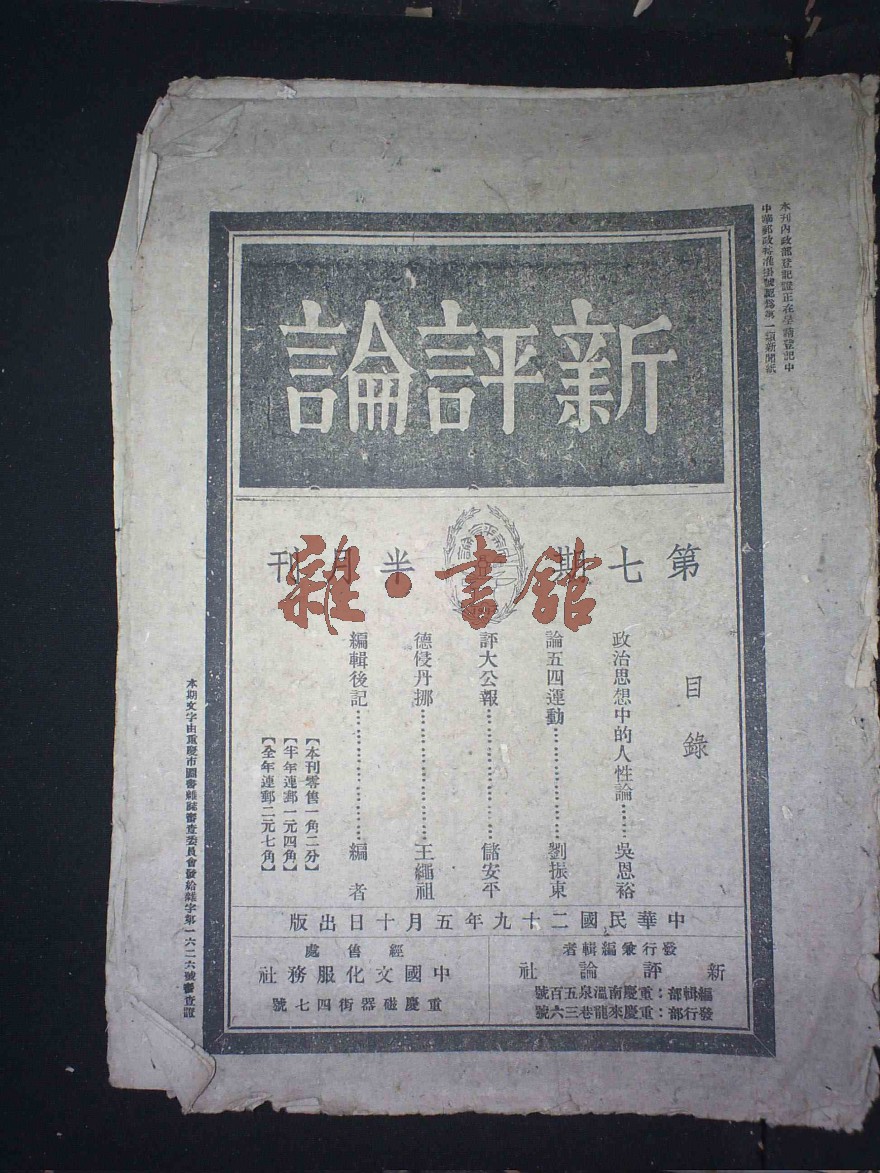 本刊內政部登記證正在呈請登記中
中華郵政特准掛號認爲第一類新聞紙
新評論
第七期 半月刊
雜·書館
目錄
政治思想中的人性論……吳恩裕
論五四運動……………劉振東
評大公報…………………儲安平
德侵丹挪…………………王繩祖
編輯後記…………………編者
【本刊零售一角二分】
【半年連郵一元四角】
【全年連郵二元七角】
中華民國二十九年五月十日出版
發行兼編輯者
新評論社
編輯部：重慶南溫泉五百號
發行部：重慶來龍巷三六號
經售處
中國文化服務社
重慶磁器街四七號
本期文字由重慶市圖書雜誌審查委員會發給雜字第一六二六號審查證